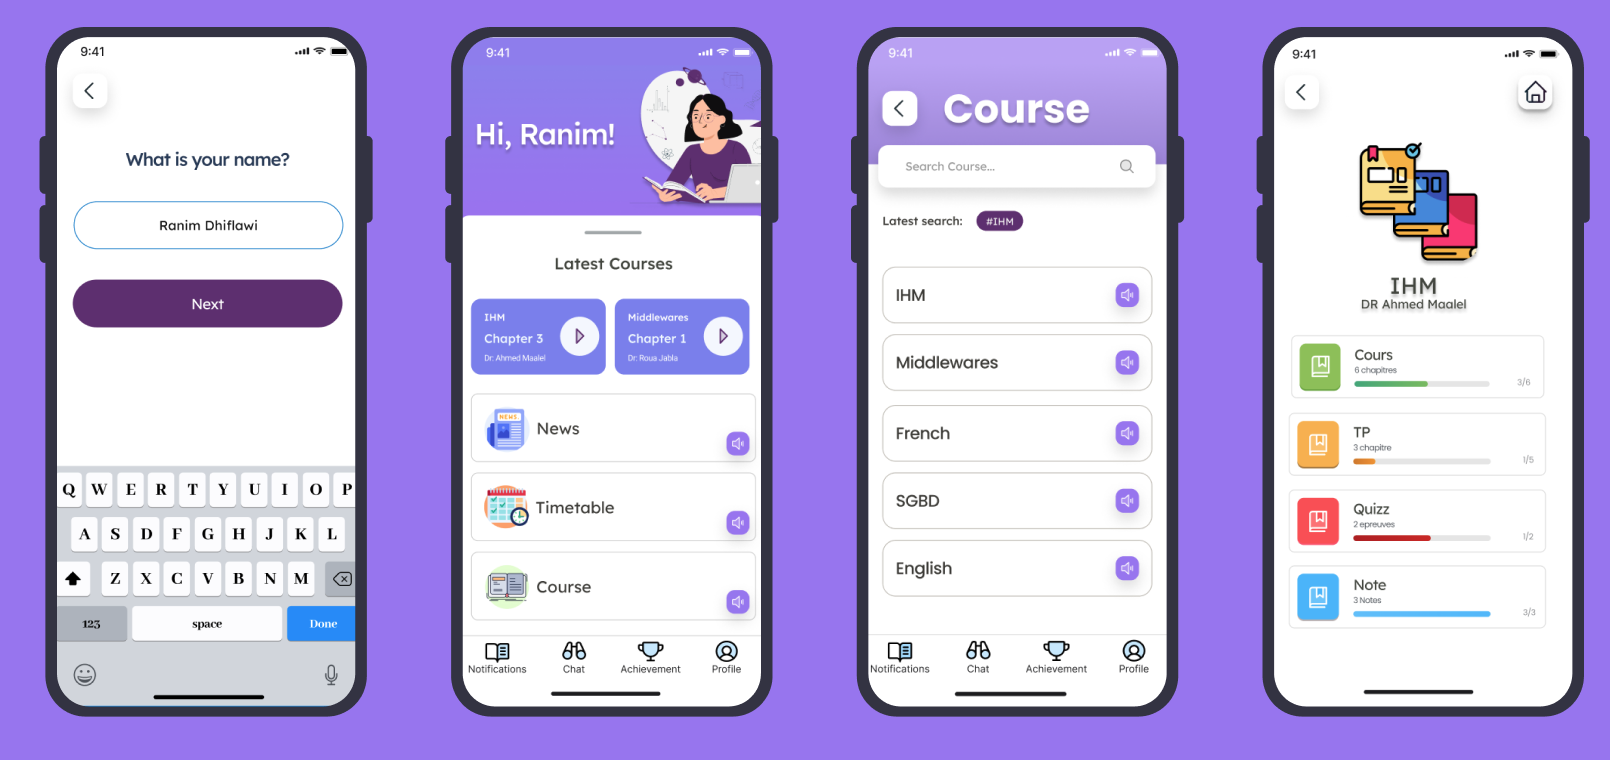 9:41
What is your name?
Ranim Dhiflawi
Next
Q W E R T Y U I O P
A S D F G H J K L
Z X C V B N M
123 space Done
9:41
Hi, Ranim!
Latest Courses
IHM
Chapter 3
Dr: Ahmed Maalel
Middlewares
Chapter 1
Dr: Roua Jabla
NEWS
News
Timetable
Course
Notifications Chat Achievement Profile
9:41
Course
Search Course...
Latest search: #IHM
IHM
Middlewares
French
SGBD
English
Notifications Chat Achievement Profile
9:41
IHM
DR Ahmed Maalel
Cours
6 chapitres
3/6
TP
3 chapitre
1/5
Quizz
2 epreuves
1/2
Note
3 Notes
3/3